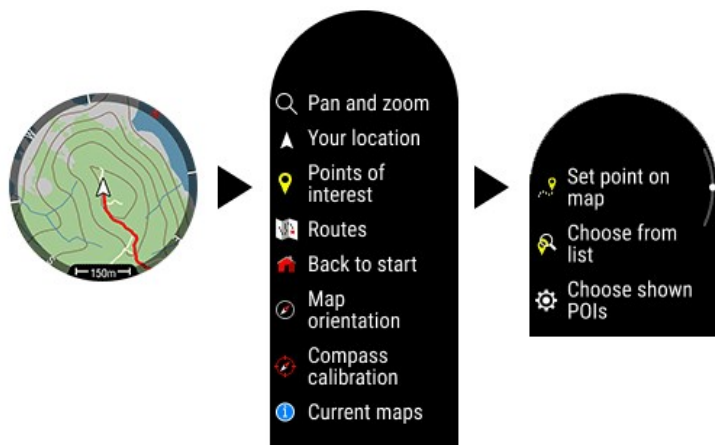 W
150m
Pan and zoom
Your location
Points of
interest
Routes
Back to start
Map
orientation
Compass
calibration
Current maps
Set point on
map
Choose from
list
Choose shown
POIs